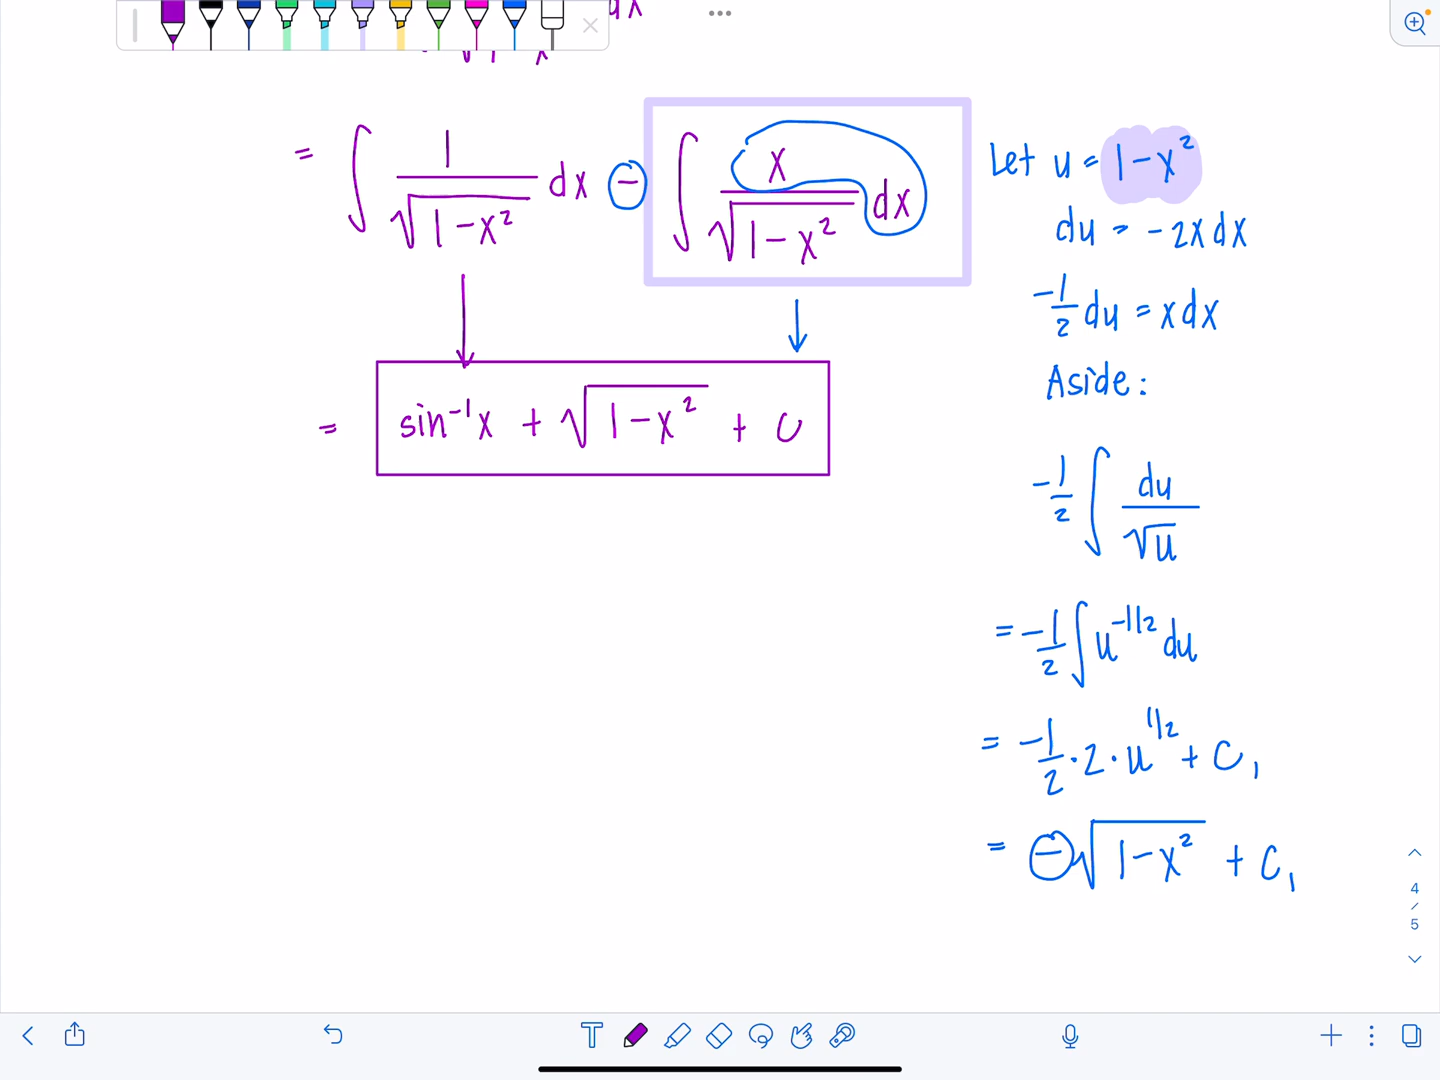 = ∫ 1/√(1-x²) dx - ∫ x/√(1-x²) dx
= sin⁻¹x + √(1-x²) + C
Let u = 1-x²
du = -2x dx
-1/2 du = x dx
Aside:
-1/2 ∫ du/√u
= -1/2 ∫ u^(-1/2) du
= -1/2 · 2 · u^(1/2) + C₁
= -√(1-x²) + C₁
4
/
5
T